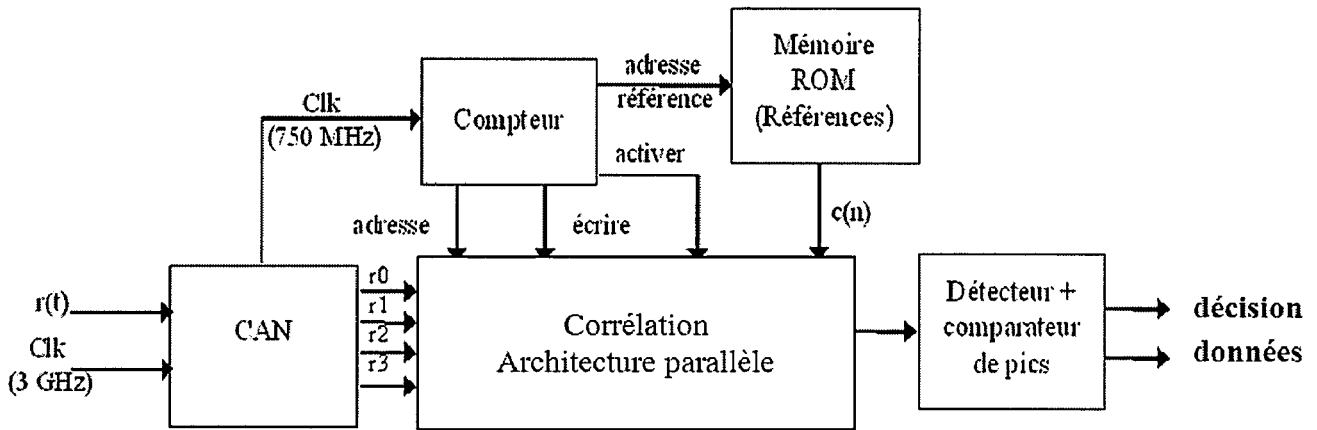 Mémoire
ROM
(Références)
adresse
référence
Clk
(750 MHz)
Compteur
activer
adresse
écrire
c(n)
r(t)
Clk
(3 GHz)
CAN
r0
r1
r2
r3
Corrélation
Architecture parallèle
Détecteur +
comparateur
de pics
décision
données